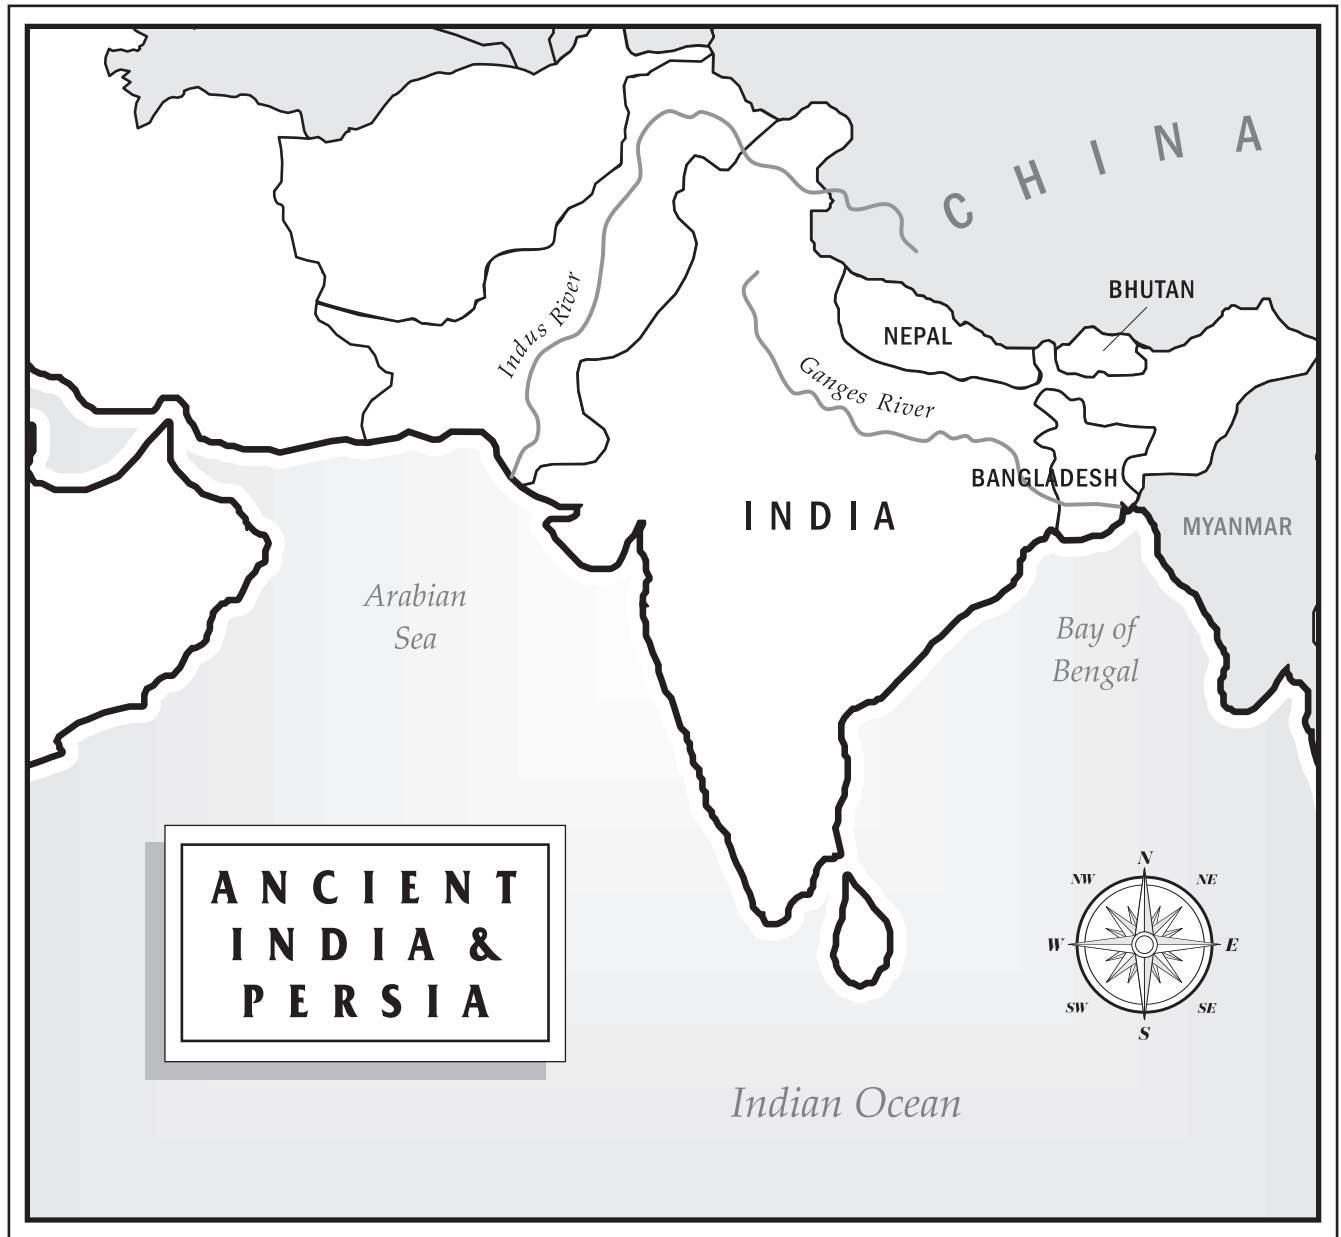 CHINA
BHUTAN
Indus River
NEPAL
Ganges River
BANGLADESH
INDIA
MYANMAR
Arabian
Sea
Bay of
Bengal
ANCIENT
INDIA &
PERSIA
N
NW
NE
W
E
SW
SE
S
Indian Ocean